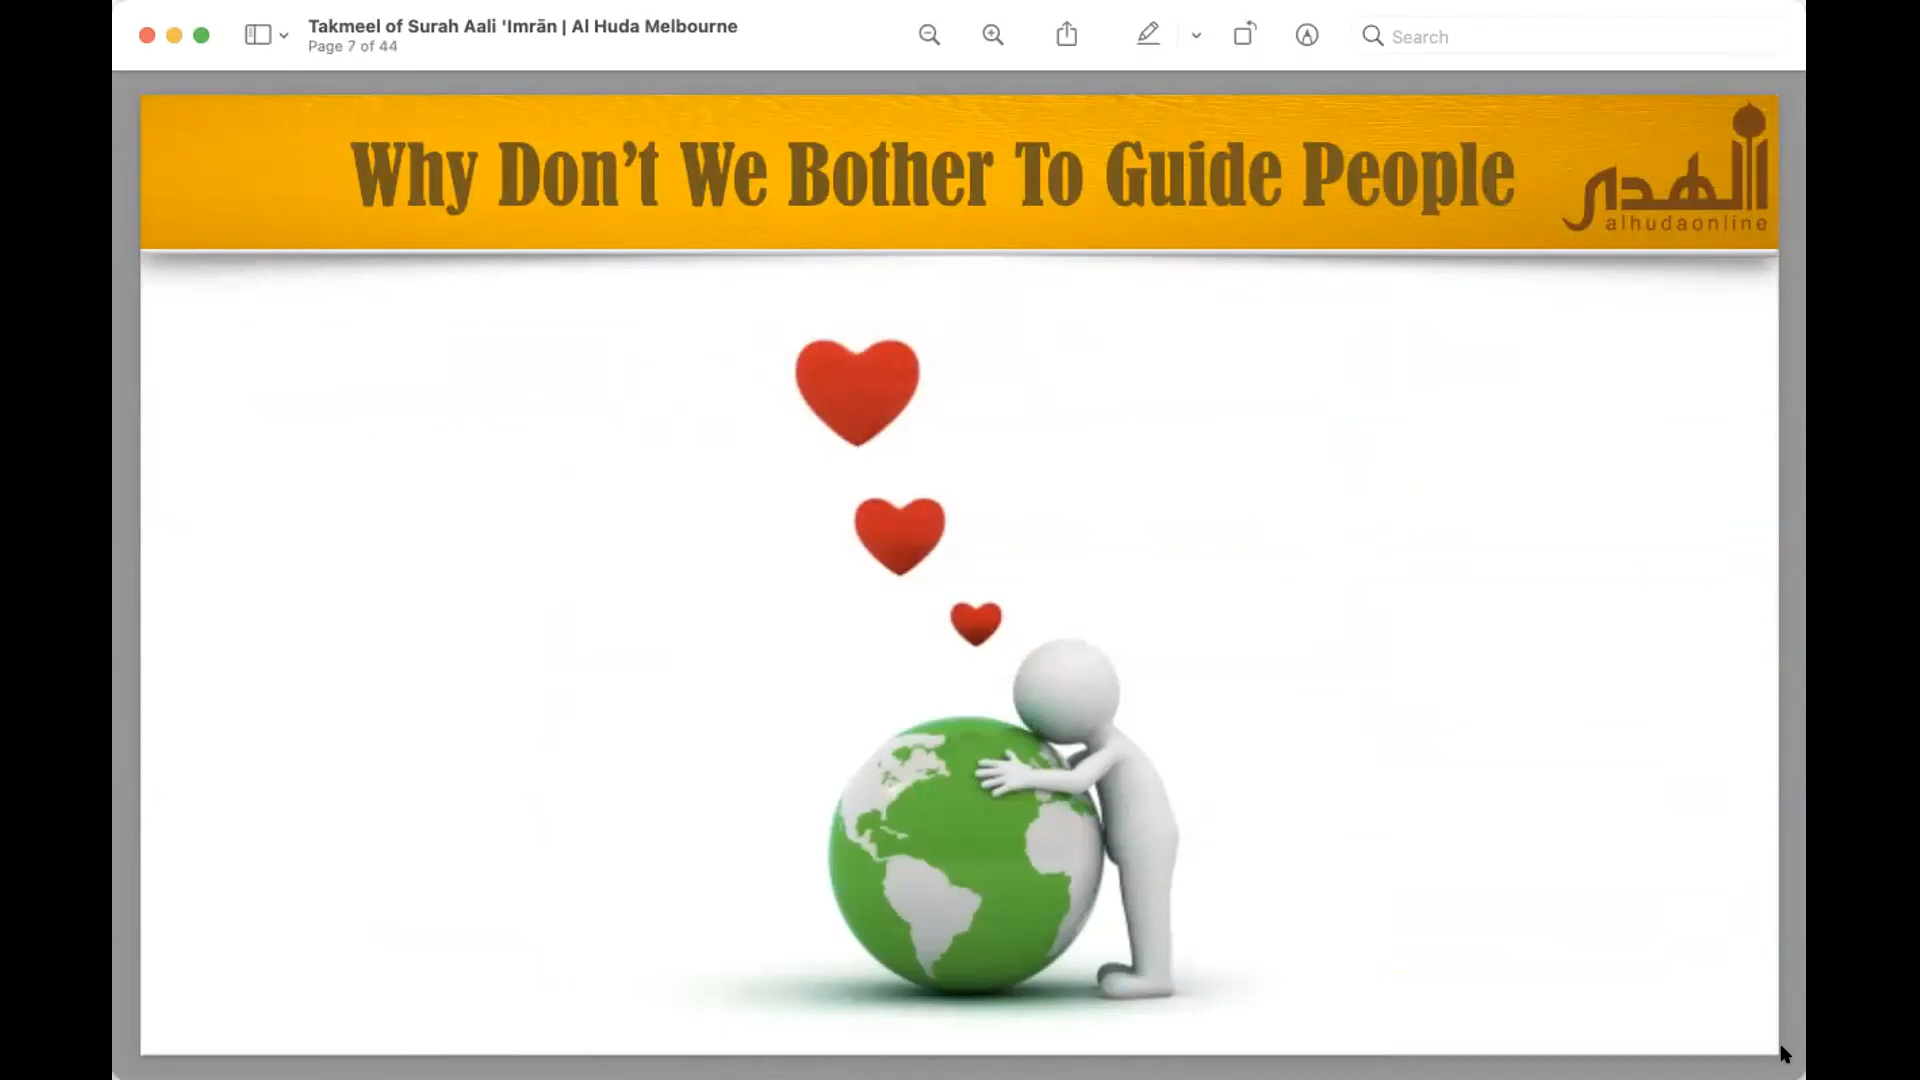 Takmeel of Surah Aali 'Imrān | Al Huda Melbourne
Page 7 of 44
Search
Why Don't We Bother To Guide People
الهدى
alhudaonline